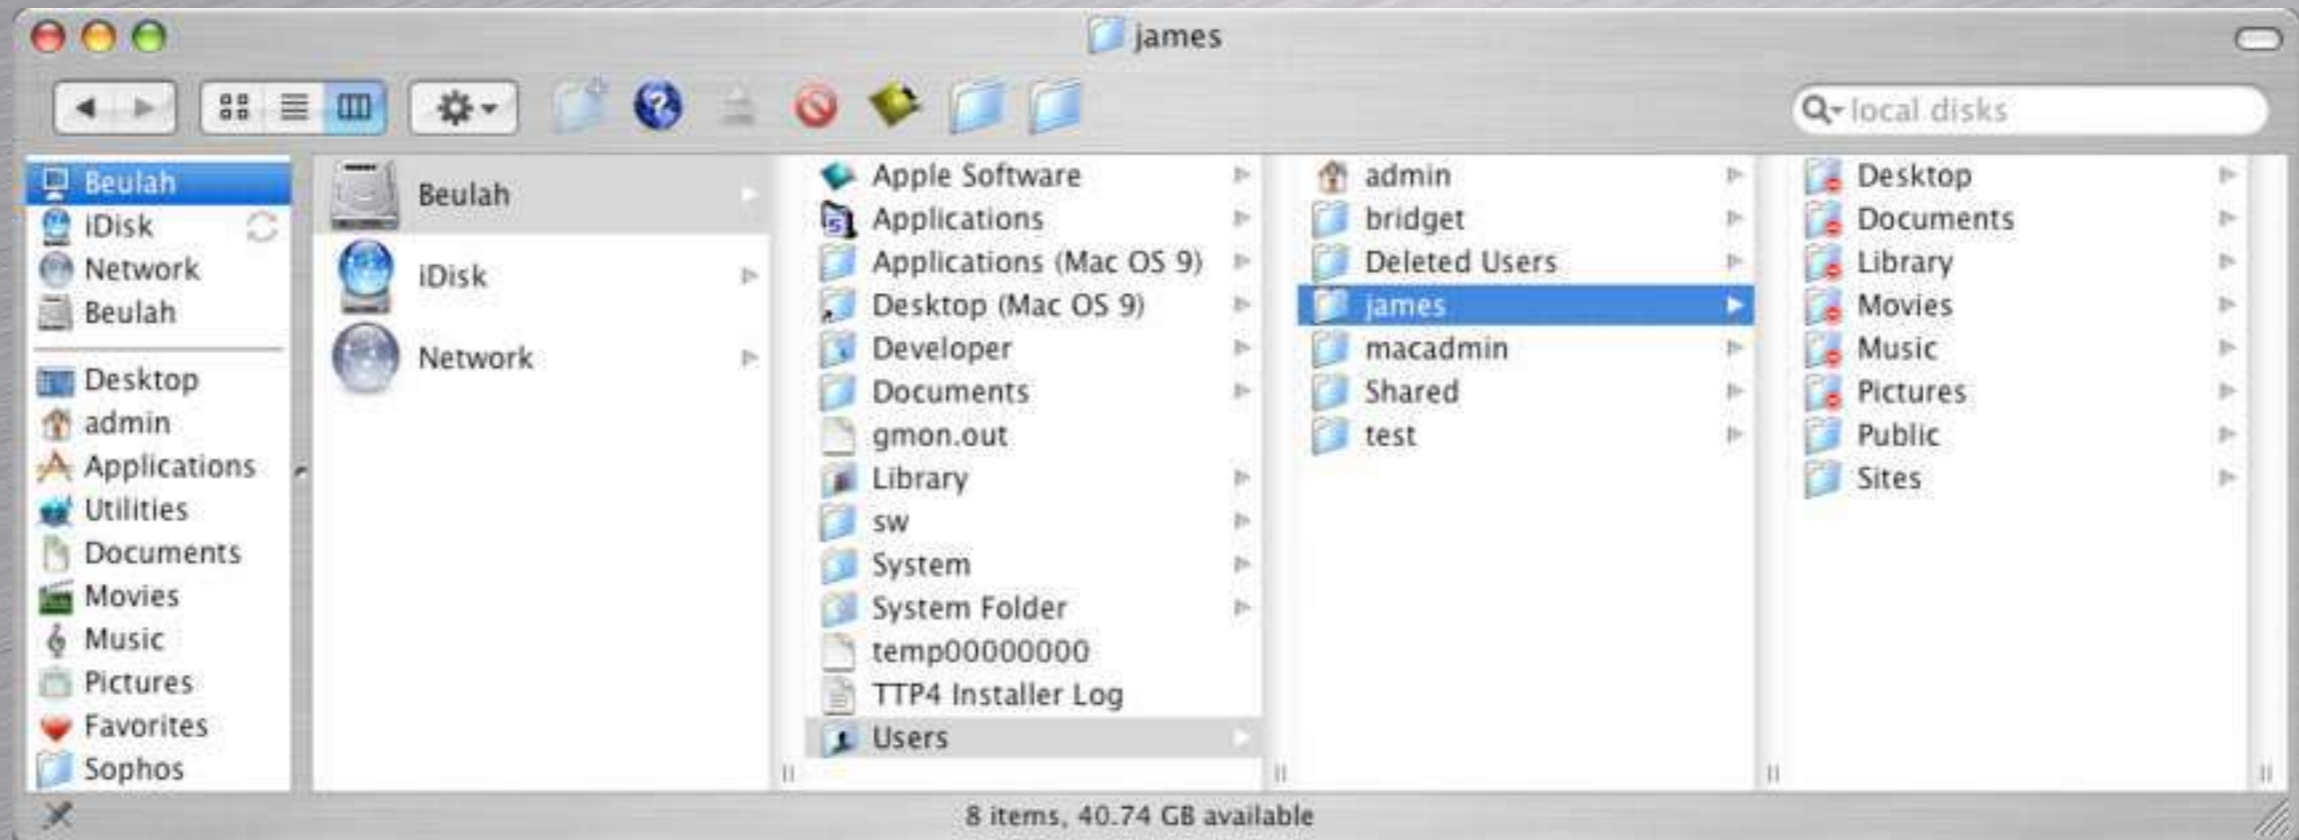 james
local disks
Beulah
iDisk
Network
Beulah
Desktop
admin
Applications
Utilities
Documents
Movies
Music
Pictures
Favorites
Sophos
Beulah
iDisk
Network
Apple Software
Applications
Applications (Mac OS 9)
Desktop (Mac OS 9)
Developer
Documents
gmon.out
Library
sw
System
System Folder
temp00000000
TTP4 Installer Log
Users
admin
bridget
Deleted Users
james
macadmin
Shared
test
Desktop
Documents
Library
Movies
Music
Pictures
Public
Sites
8 items, 40.74 GB available